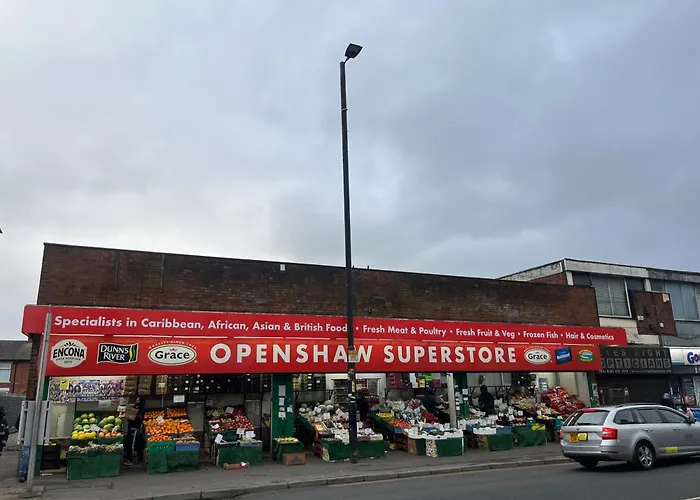 Specialists in Caribbean, African, Asian & British Food • Fresh Meat & Poultry • Fresh Fruit & Veg • Frozen Fish • Hair & Cosmetics
ENCONA
DUNN'S RIVER
Grace
OPENSHAW SUPERSTORE
Grace
OPTICIANS